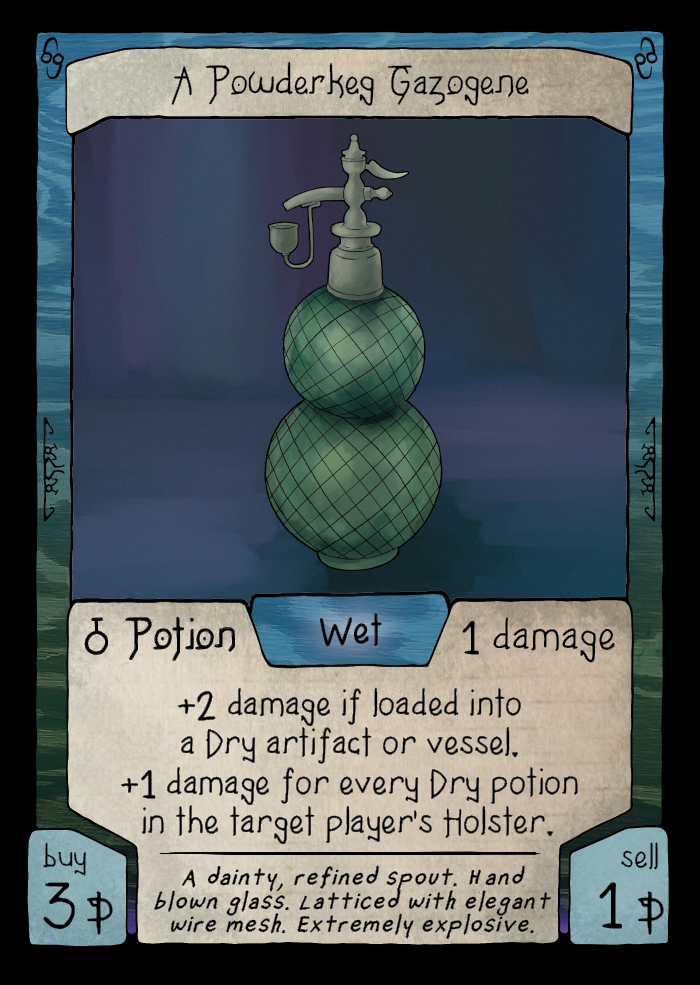 A Powderkeg Gazogene
Potion
Wet
1 damage
+2 damage if loaded into
a Dry artifact or vessel.
+1 damage for every Dry potion
in the target player's Holster.
buy
3
A dainty, refined spout. Hand
blown glass. Latticed with elegant
wire mesh. Extremely explosive.
sell
1